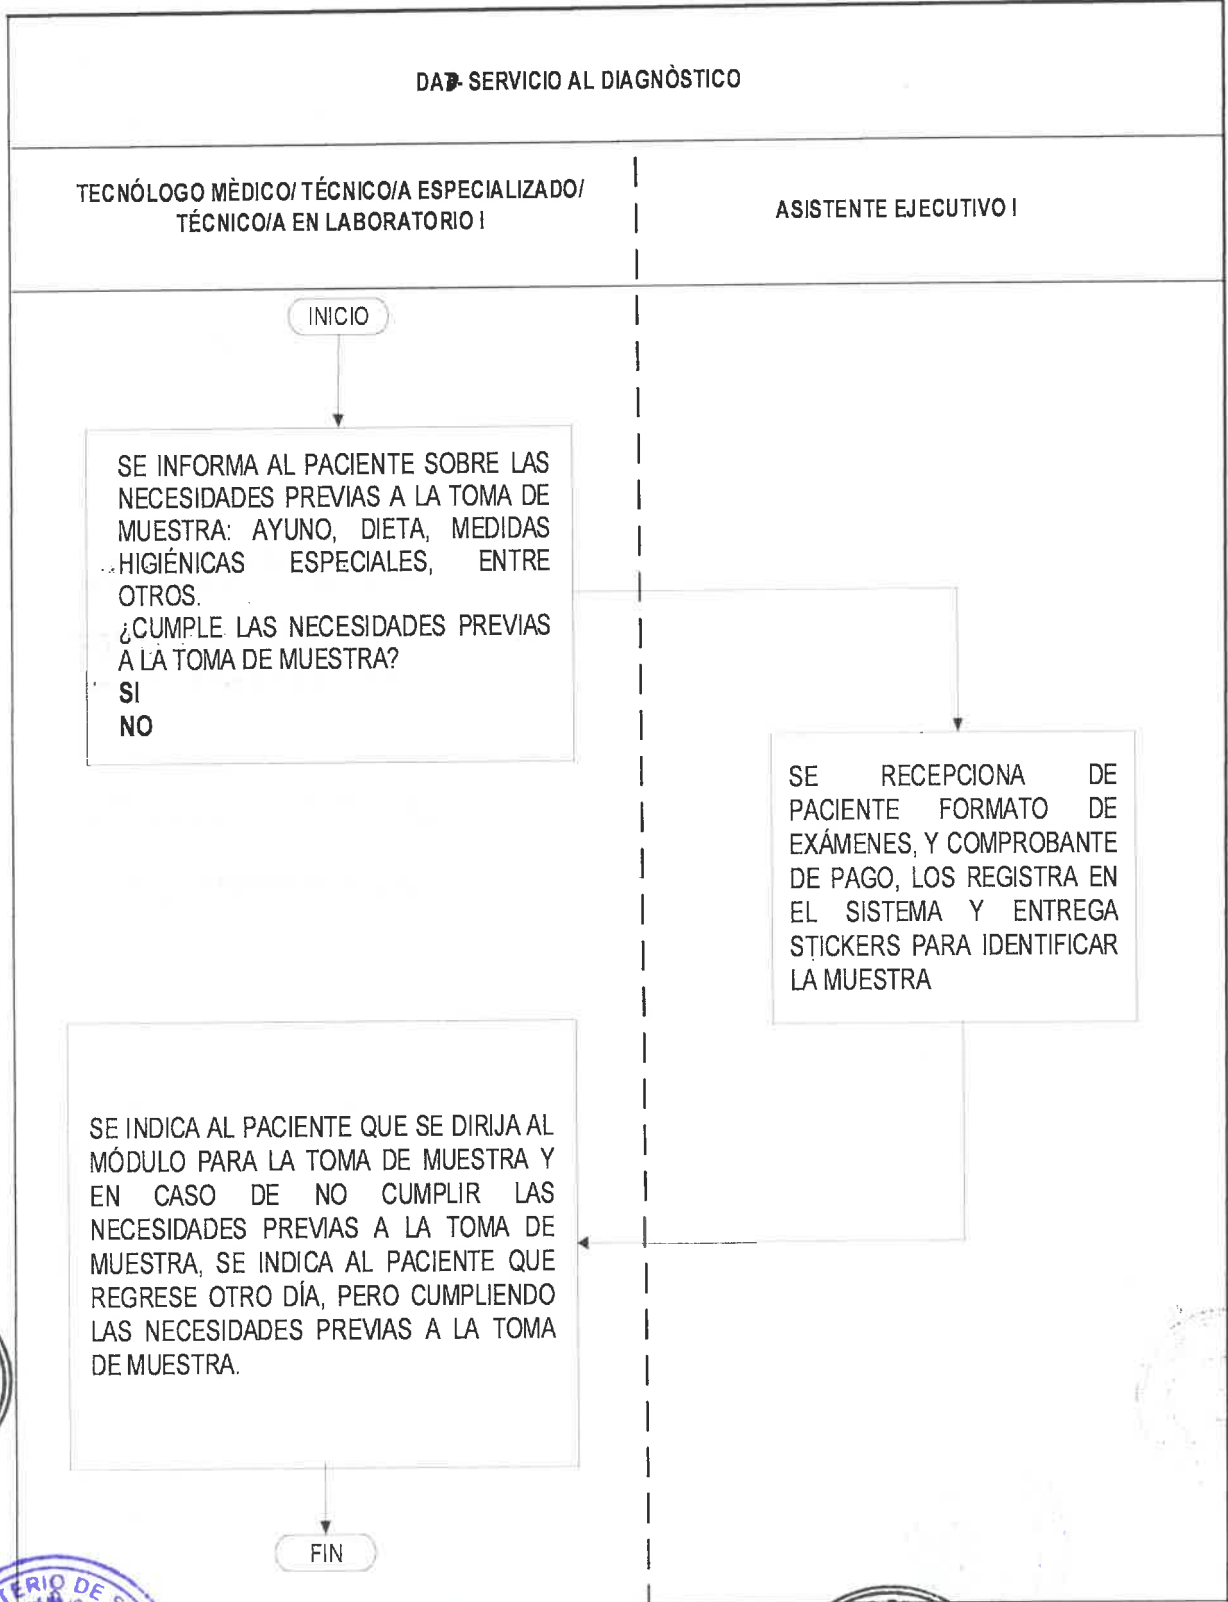 DAP- SERVICIO AL DIAGNÒSTICO
TECNÓLOGO MÈDICO/ TÉCNICO/A ESPECIALIZADO/
TÉCNICO/A EN LABORATORIO I
ASISTENTE EJECUTIVO I
INICIO
SE INFORMA AL PACIENTE SOBRE LAS
NECESIDADES PREVIAS A LA TOMA DE
MUESTRA: AYUNO, DIETA, MEDIDAS
HIGIÉNICAS ESPECIALES, ENTRE
OTROS.
¿CUMPLE LAS NECESIDADES PREVIAS
A LA TOMA DE MUESTRA?
SI
NO
SE RECEPCIONA DE
PACIENTE FORMATO DE
EXÁMENES, Y COMPROBANTE
DE PAGO, LOS REGISTRA EN
EL SISTEMA Y ENTREGA
STICKERS PARA IDENTIFICAR
LA MUESTRA
SE INDICA AL PACIENTE QUE SE DIRIJA AL
MÓDULO PARA LA TOMA DE MUESTRA Y
EN CASO DE NO CUMPLIR LAS
NECESIDADES PREVIAS A LA TOMA DE
MUESTRA, SE INDICA AL PACIENTE QUE
REGRESE OTRO DÍA, PERO CUMPLIENDO
LAS NECESIDADES PREVIAS A LA TOMA
DE MUESTRA.
FIN
TERIO DE S